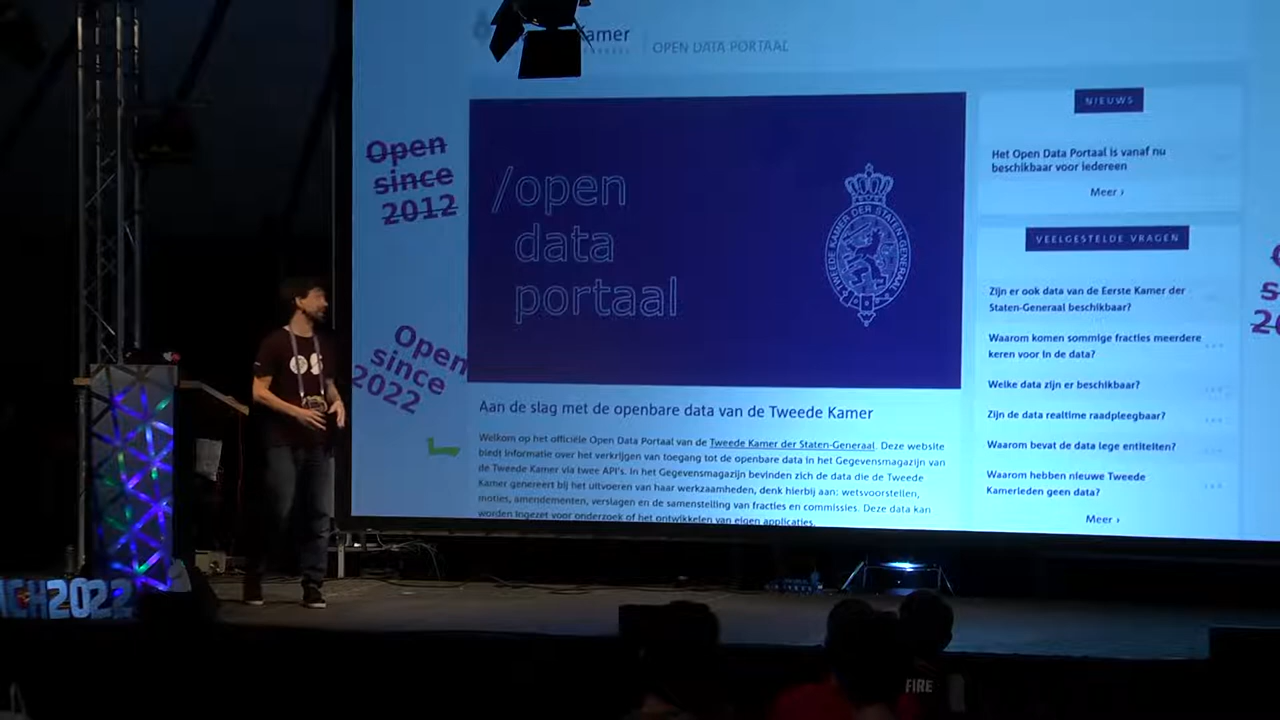 amer
OPEN DATA PORTAAL
Open
since
2012
Open
since
2022
/open
data
portaal
TWEEDE KAMER DER STATEN-GENERAAL
Aan de slag met de openbare data van de Tweede Kamer
Welkom op het officiële Open Data Portaal van de Tweede Kamer der Staten-Generaal. Deze website
biedt informatie over het verkrijgen van toegang tot de openbare data in het Gegevensmagazijn van
de Tweede Kamer via twee API's. In het Gegevensmagazijn bevinden zich de data die de Tweede
Kamer genereert bij het uitvoeren van haar werkzaamheden, denk hierbij aan: wetsvoorstellen,
moties, amendementen, verslagen en de samenstelling van fracties en commissies. Deze data kan
worden ingezet voor onderzoek of het ontwikkelen van eigen applicaties.
NIEUWS
Het Open Data Portaal is vanaf nu
beschikbaar voor iedereen
Meer ›
VEELGESTELDE VRAGEN
Zijn er ook data van de Eerste Kamer der
Staten-Generaal beschikbaar?
Waarom komen sommige fracties meerdere
keren voor in de data?
Welke data zijn er beschikbaar?
Zijn de data realtime raadpleegbaar?
Waarom bevat de data lege entiteiten?
Waarom hebben nieuwe Tweede
Kamerleden geen data?
Meer ›
CH2022
FIRE